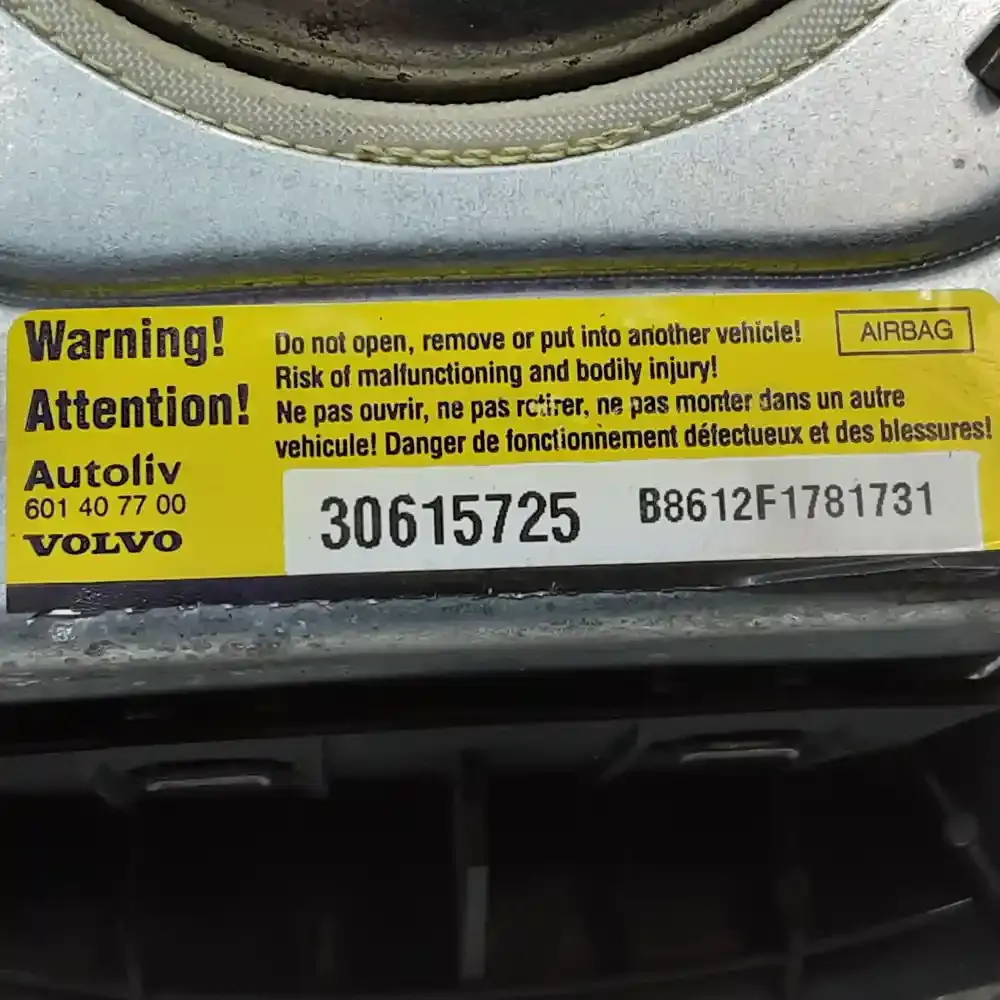 Warning!
Attention!
Autoliv
601 40 77 00
VOLVO
Do not open, remove or put into another vehicle!
Risk of malfunctioning and bodily injury!
Ne pas ouvrir, ne pas retirer, ne pas monter dans un autre
vehicule! Danger de fonctionnement défectueux et des blessures!
AIRBAG
30615725 B8612F1781731